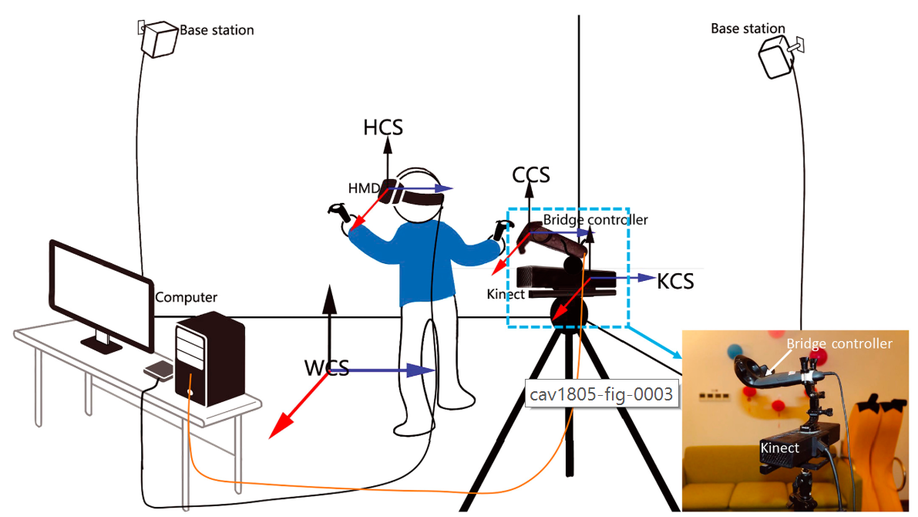 Base station
Base station
HCS
HMD
CCS
Bridge controller
Kinect
KCS
Computer
WCS
cav1805-fig-0003
Bridge controller
Kinect